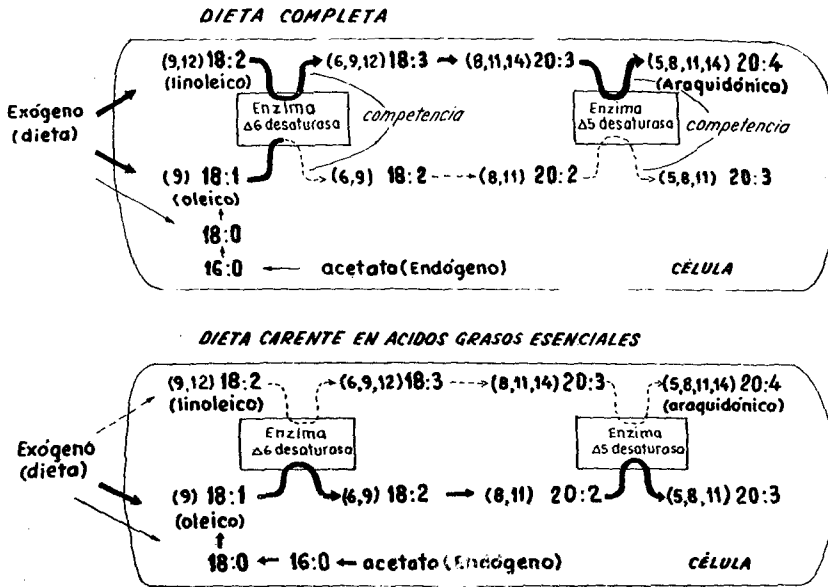 DIETA COMPLETA
(9,12) 18:2 (6,9,12) 18:3 (8,11,14) 20:3 (5,8,11,14) 20:4
(linoleico) (Araquidónico)
Exógeno
(dieta)
Enzima
Δ6 desaturasa
competencia
Enzima
Δ5 desaturasa
competencia
(9) 18:1 (6,9) 18:2 (8,11) 20:2 (5,8,11) 20:3
(oleico)
18:0
16:0 acetato (Endógeno) CÉLULA
DIETA CARENTE EN ACIDOS GRASOS ESENCIALES
(9,12) 18:2 (6,9,12) 18:3 (8,11,14) 20:3 (5,8,11,14) 20:4
(linoleico) (araquidónico)
Exógeno
(dieta)
Enzima
Δ6 desaturasa
Enzima
Δ5 desaturasa
(9) 18:1 (6,9) 18:2 (8,11) 20:2 (5,8,11) 20:3
(oleico)
18:0 16:0 acetato (Endógeno) CÉLULA